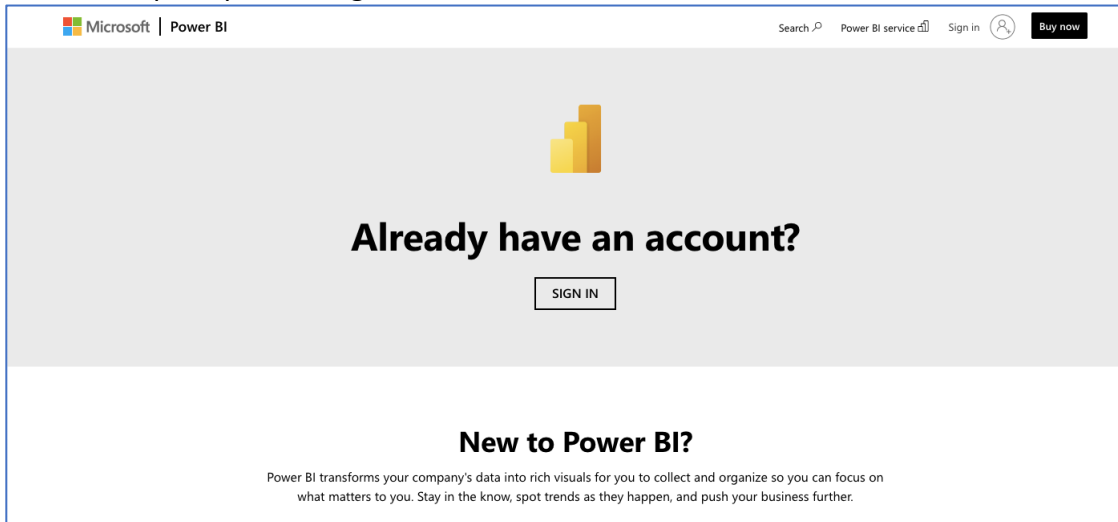 Microsoft | Power BI
Search Power BI service Sign in Buy now
Already have an account?
SIGN IN
New to Power BI?
Power BI transforms your company's data into rich visuals for you to collect and organize so you can focus on
what matters to you. Stay in the know, spot trends as they happen, and push your business further.